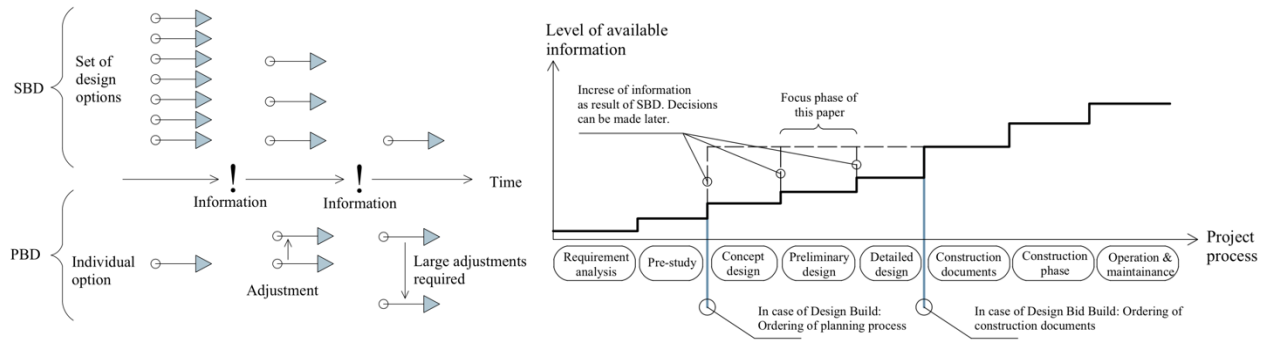 SBD
Set of
design
options
!
!
Information
Information
Time
PBD
Individual
option
Adjustment
Large adjustments
required
Level of available
information
Increse of information
as result of SBD. Decisions
can be made later.
Focus phase of
this paper
Project
process
Requirement
analysis
Pre-study
Concept
design
Preliminary
design
Detailed
design
Construction
documents
Construction
phase
Operation &
maintainance
In case of Design Build:
Ordering of planning process
In case of Design Bid Build: Ordering of
construction documents